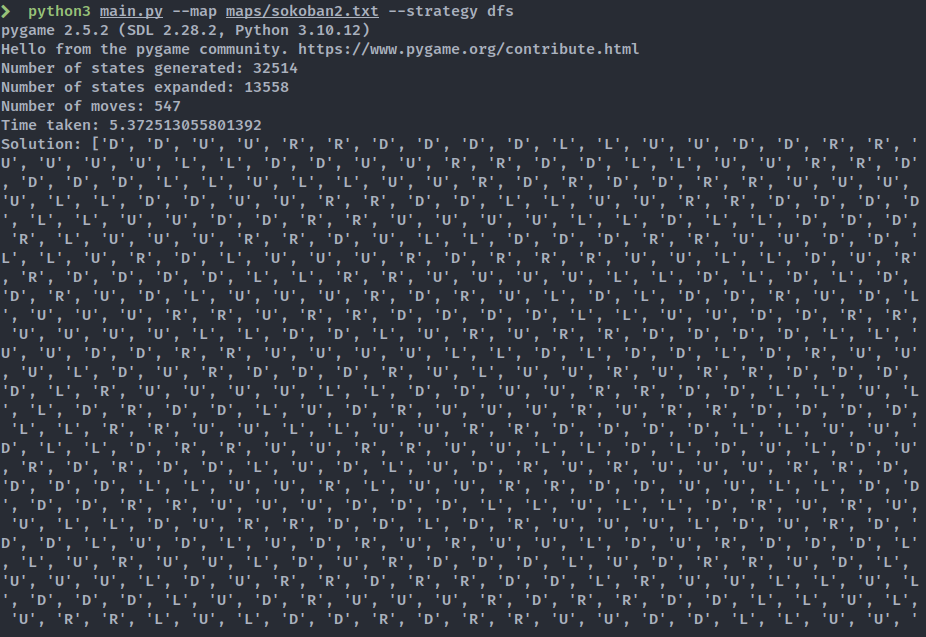 ❯ python3 main.py --map maps/sokoban2.txt --strategy dfs
pygame 2.5.2 (SDL 2.28.2, Python 3.10.12)
Hello from the pygame community. https://www.pygame.org/contribute.html
Number of states generated: 32514
Number of states expanded: 13558
Number of moves: 547
Time taken: 5.372513055801392
Solution: ['D', 'D', 'U', 'U', 'R', 'R', 'D', 'D', 'D', 'D', 'L', 'L', 'U', 'U', 'D', 'D', 'R', 'R', '
U', 'U', 'U', 'U', 'L', 'L', 'D', 'D', 'U', 'U', 'R', 'R', 'D', 'D', 'L', 'L', 'U', 'U', 'R', 'R', 'D'
, 'D', 'D', 'D', 'L', 'L', 'U', 'L', 'L', 'U', 'U', 'R', 'D', 'R', 'D', 'D', 'R', 'R', 'U', 'U', 'U',
'U', 'L', 'L', 'D', 'D', 'U', 'U', 'R', 'R', 'D', 'D', 'L', 'L', 'U', 'U', 'R', 'R', 'D', 'D', 'D', 'D
', 'L', 'L', 'U', 'U', 'D', 'D', 'R', 'R', 'U', 'U', 'U', 'U', 'L', 'L', 'D', 'L', 'L', 'D', 'D', 'D',
 'R', 'L', 'U', 'U', 'U', 'R', 'R', 'D', 'U', 'L', 'L', 'D', 'D', 'D', 'R', 'R', 'U', 'U', 'D', 'D', '
L', 'L', 'U', 'R', 'D', 'L', 'U', 'U', 'U', 'R', 'D', 'R', 'R', 'R', 'U', 'U', 'L', 'L', 'D', 'U', 'R'
, 'R', 'D', 'D', 'D', 'D', 'L', 'L', 'R', 'R', 'U', 'U', 'U', 'U', 'L', 'L', 'D', 'L', 'D', 'L', 'D', '
D', 'R', 'U', 'D', 'L', 'U', 'U', 'U', 'R', 'D', 'R', 'U', 'L', 'D', 'L', 'D', 'D', 'R', 'U', 'D', 'L
', 'U', 'U', 'U', 'R', 'R', 'U', 'R', 'R', 'D', 'D', 'D', 'D', 'L', 'L', 'U', 'U', 'D', 'D', 'R', 'R',
 'U', 'U', 'U', 'U', 'L', 'L', 'D', 'D', 'L', 'U', 'R', 'U', 'R', 'R', 'D', 'D', 'D', 'D', 'L', 'L', '
U', 'U', 'D', 'D', 'R', 'R', 'U', 'U', 'U', 'U', 'L', 'L', 'D', 'L', 'D', 'D', 'L', 'D', 'R', 'U', 'U'
, 'U', 'L', 'D', 'U', 'R', 'D', 'D', 'D', 'R', 'U', 'L', 'U', 'U', 'R', 'U', 'R', 'R', 'D', 'D', 'D',
'D', 'L', 'R', 'U', 'U', 'U', 'U', 'L', 'L', 'D', 'D', 'U', 'U', 'R', 'R', 'D', 'D', 'L', 'L', 'U', 'L
', 'L', 'D', 'R', 'D', 'D', 'L', 'U', 'D', 'R', 'U', 'U', 'U', 'R', 'U', 'R', 'R', 'D', 'D', 'D', 'D',
 'L', 'L', 'R', 'R', 'U', 'U', 'L', 'L', 'U', 'U', 'R', 'R', 'D', 'D', 'D', 'D', 'L', 'L', 'U', 'U', '
D', 'L', 'L', 'D', 'R', 'R', 'U', 'U', 'R', 'R', 'U', 'U', 'L', 'L', 'D', 'L', 'D', 'U', 'L', 'D', 'U'
, 'R', 'D', 'R', 'D', 'D', 'L', 'U', 'D', 'L', 'U', 'D', 'R', 'U', 'R', 'U', 'U', 'U', 'R', 'R', 'D',
'D', 'D', 'D', 'L', 'L', 'U', 'U', 'R', 'L', 'U', 'U', 'R', 'R', 'D', 'D', 'U', 'U', 'L', 'L', 'D', 'D
', 'D', 'D', 'R', 'R', 'U', 'U', 'U', 'D', 'D', 'D', 'L', 'L', 'U', 'L', 'L', 'D', 'R', 'U', 'R', 'U',
 'U', 'L', 'L', 'D', 'U', 'R', 'R', 'D', 'D', 'L', 'D', 'R', 'U', 'U', 'U', 'L', 'D', 'U', 'R', 'D', '
D', 'D', 'L', 'U', 'D', 'L', 'U', 'D', 'R', 'U', 'R', 'U', 'U', 'L', 'D', 'U', 'R', 'D', 'D', 'D', 'L'
, 'L', 'U', 'R', 'U', 'U', 'L', 'D', 'U', 'R', 'D', 'D', 'D', 'L', 'U', 'D', 'R', 'R', 'U', 'D', 'L',
'U', 'U', 'U', 'L', 'D', 'U', 'R', 'R', 'D', 'R', 'R', 'D', 'D', 'L', 'R', 'U', 'U', 'L', 'L', 'U', 'L
', 'D', 'D', 'D', 'L', 'U', 'D', 'R', 'U', 'U', 'U', 'R', 'D', 'R', 'R', 'D', 'D', 'L', 'L', 'U', 'L',
 'U', 'R', 'R', 'L', 'U', 'L', 'D', 'D', 'R', 'D', 'R', 'R', 'U', 'U', 'D', 'D', 'L', 'L', 'U', 'U', '